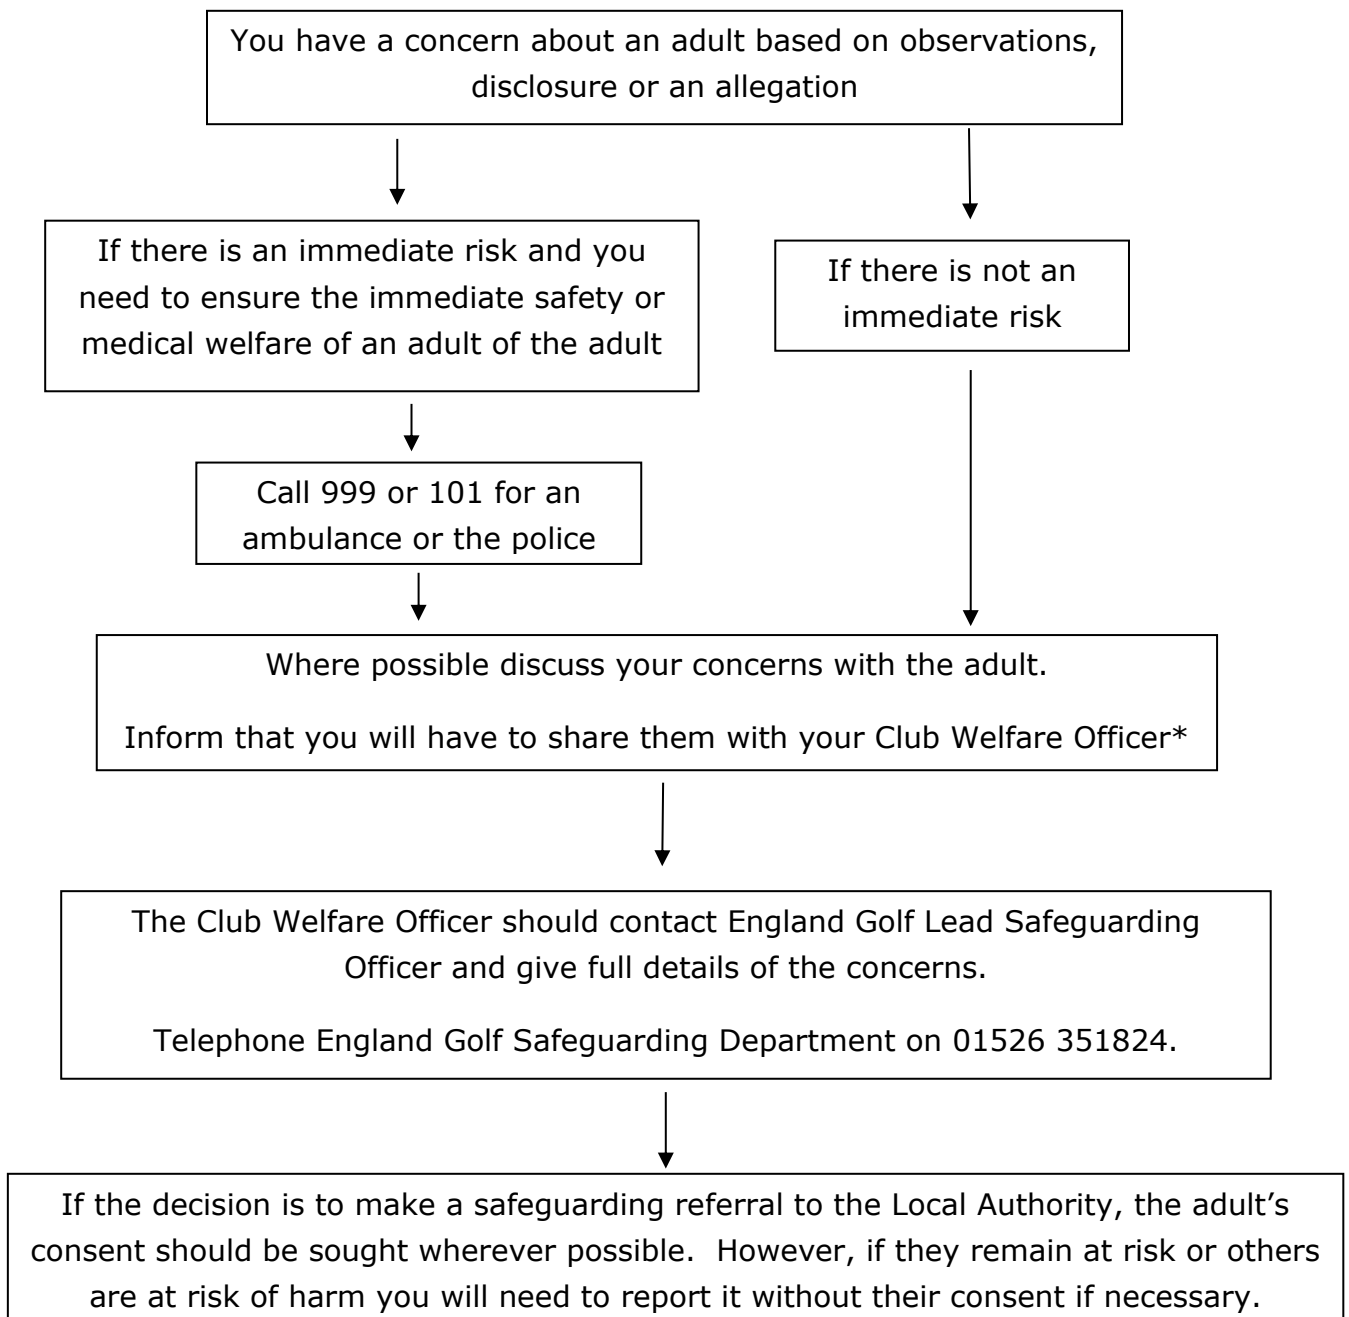 You have a concern about an adult based on observations,
disclosure or an allegation
If there is an immediate risk and you
need to ensure the immediate safety or
medical welfare of an adult of the adult
If there is not an
immediate risk
Call 999 or 101 for an
ambulance or the police
Where possible discuss your concerns with the adult.
Inform that you will have to share them with your Club Welfare Officer*
The Club Welfare Officer should contact England Golf Lead Safeguarding
Officer and give full details of the concerns.
Telephone England Golf Safeguarding Department on 01526 351824.
If the decision is to make a safeguarding referral to the Local Authority, the adult’s
consent should be sought wherever possible.  However, if they remain at risk or others
are at risk of harm you will need to report it without their consent if necessary.